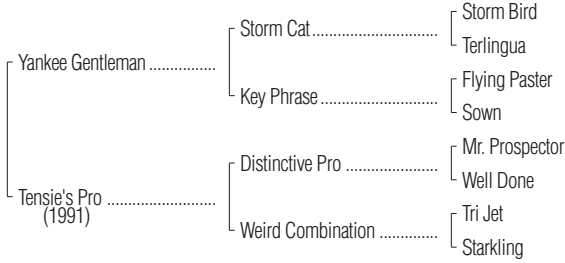 Storm Bird
Storm Cat
Terlingua
Yankee Gentleman
Flying Paster
Key Phrase
Sown
Mr. Prospector
Distinctive Pro
Well Done
Tensie's Pro
(1991)
Tri Jet
Weird Combination
Starkling